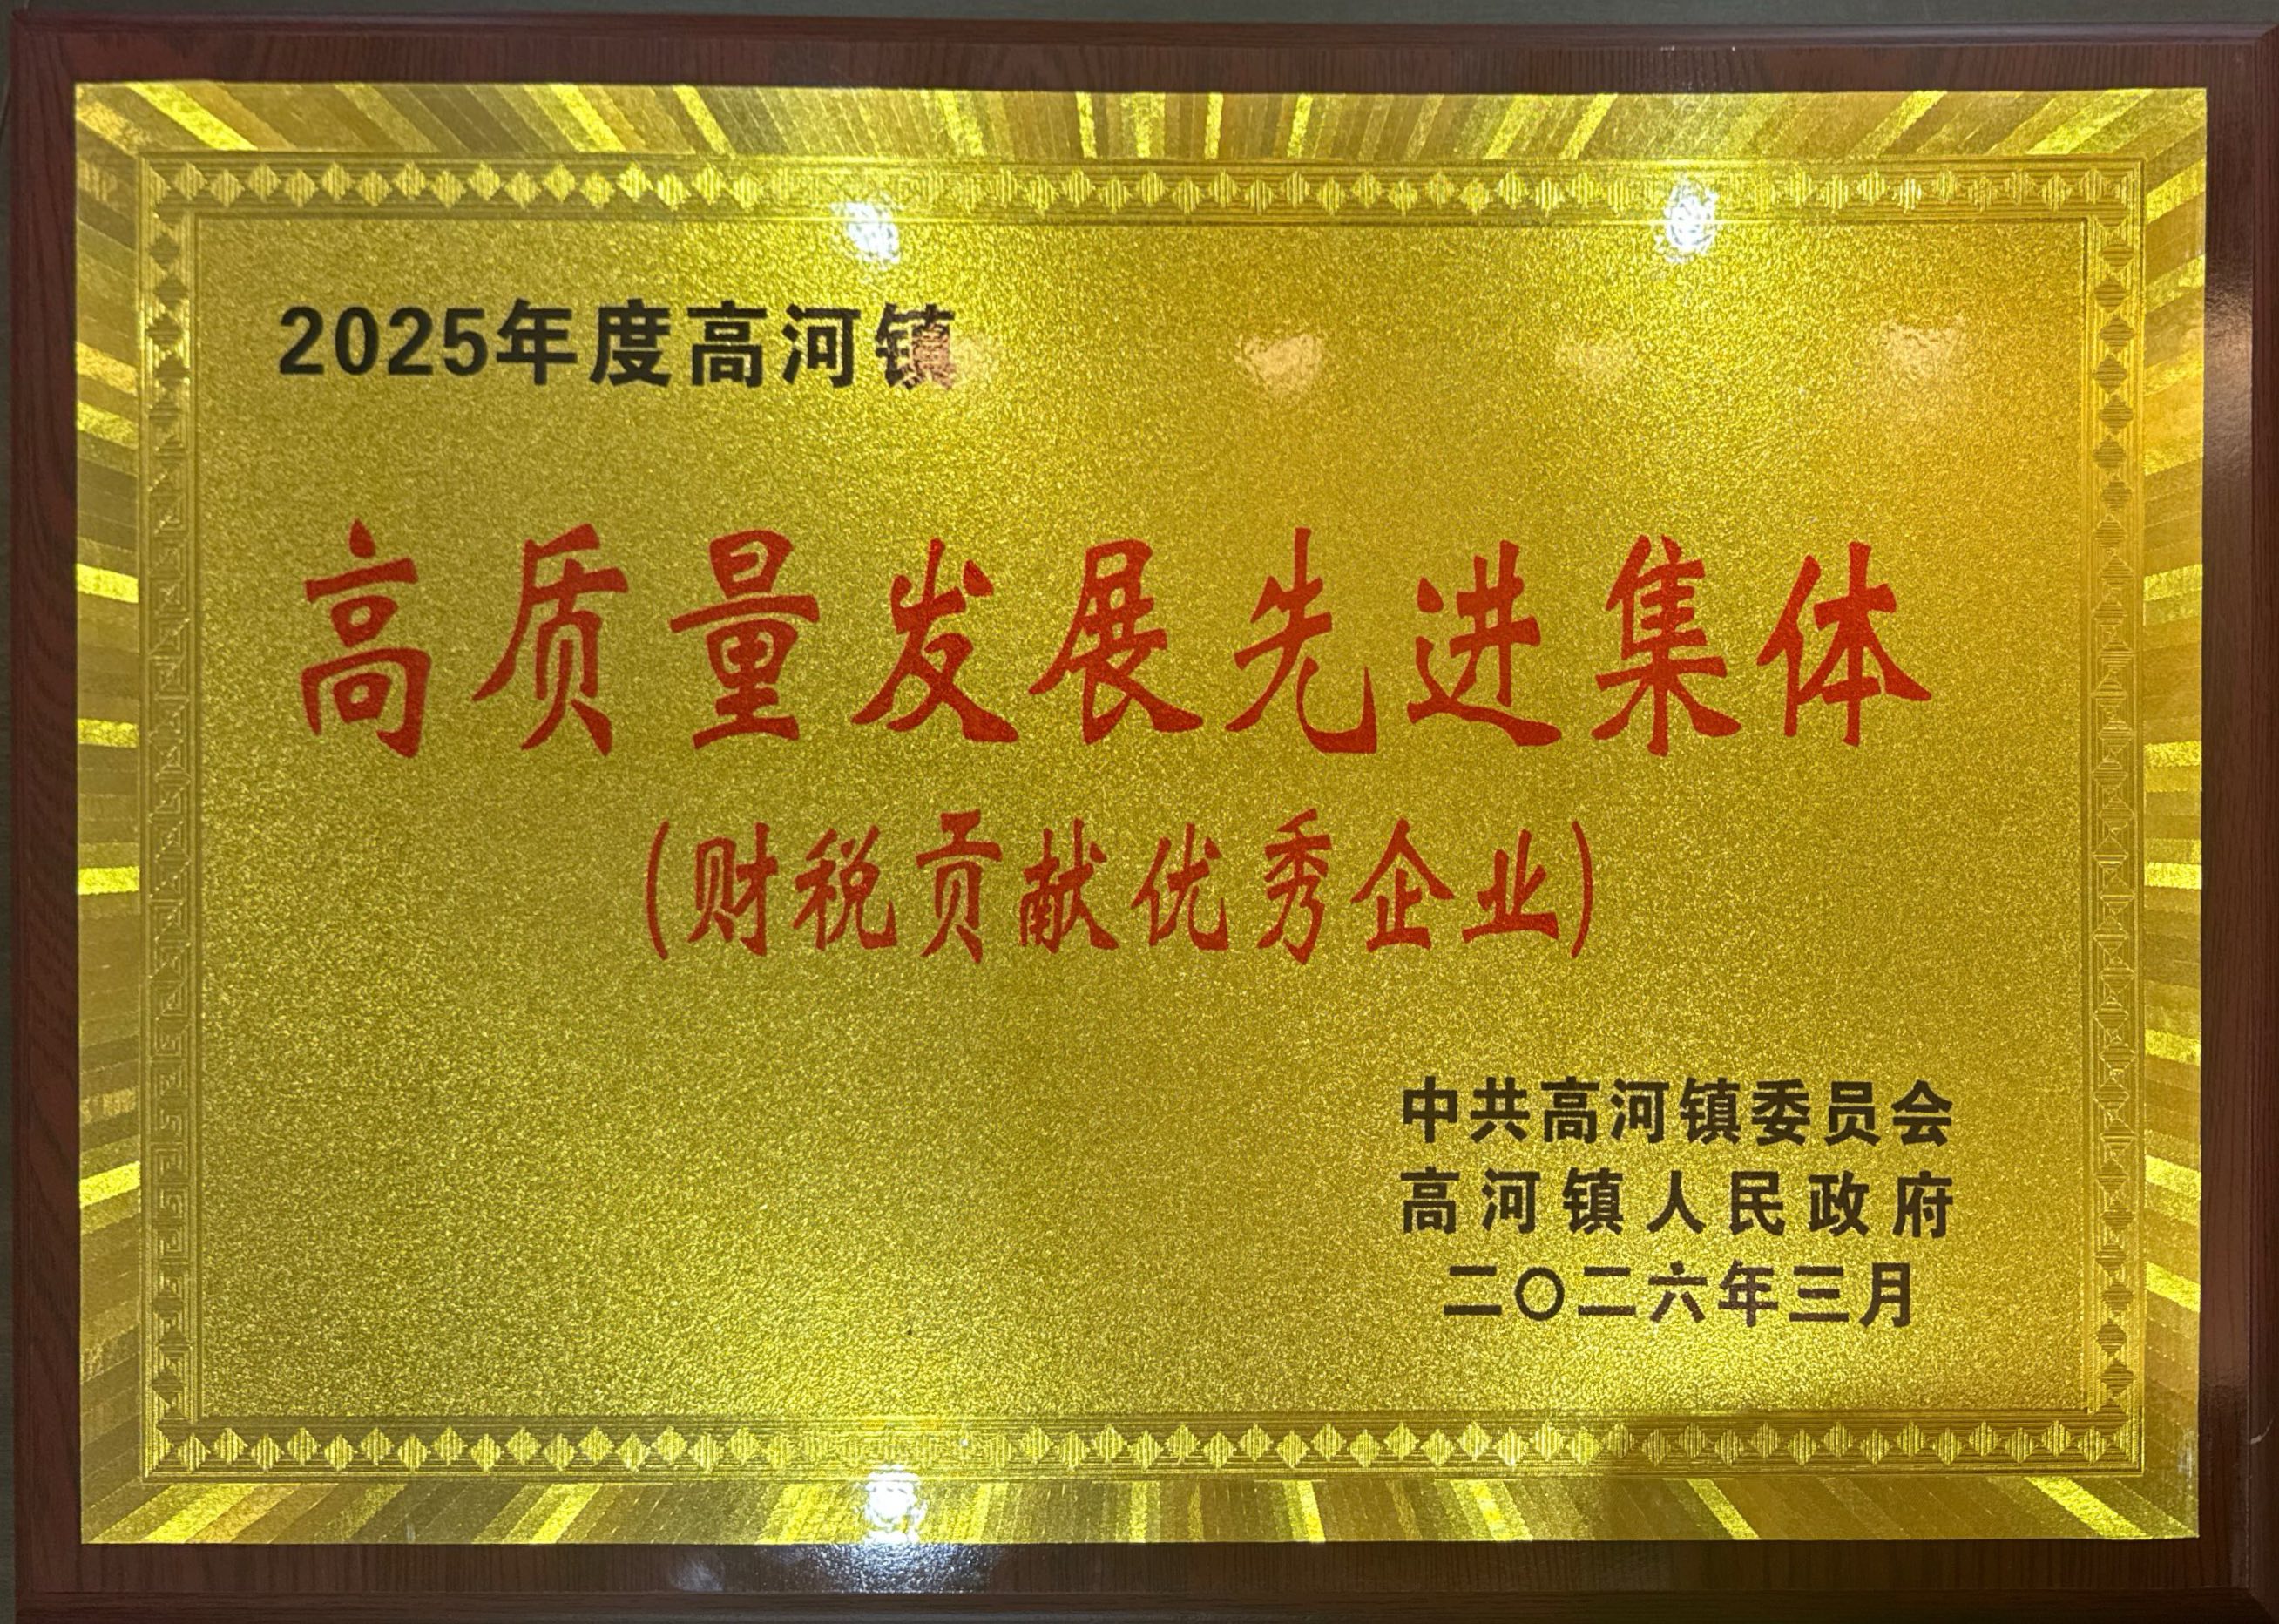 2025年度高河镇
高质量发展先进集体
(财税贡献优秀企业)
中共高河镇委员会
高河镇人民政府
二〇二六年三月